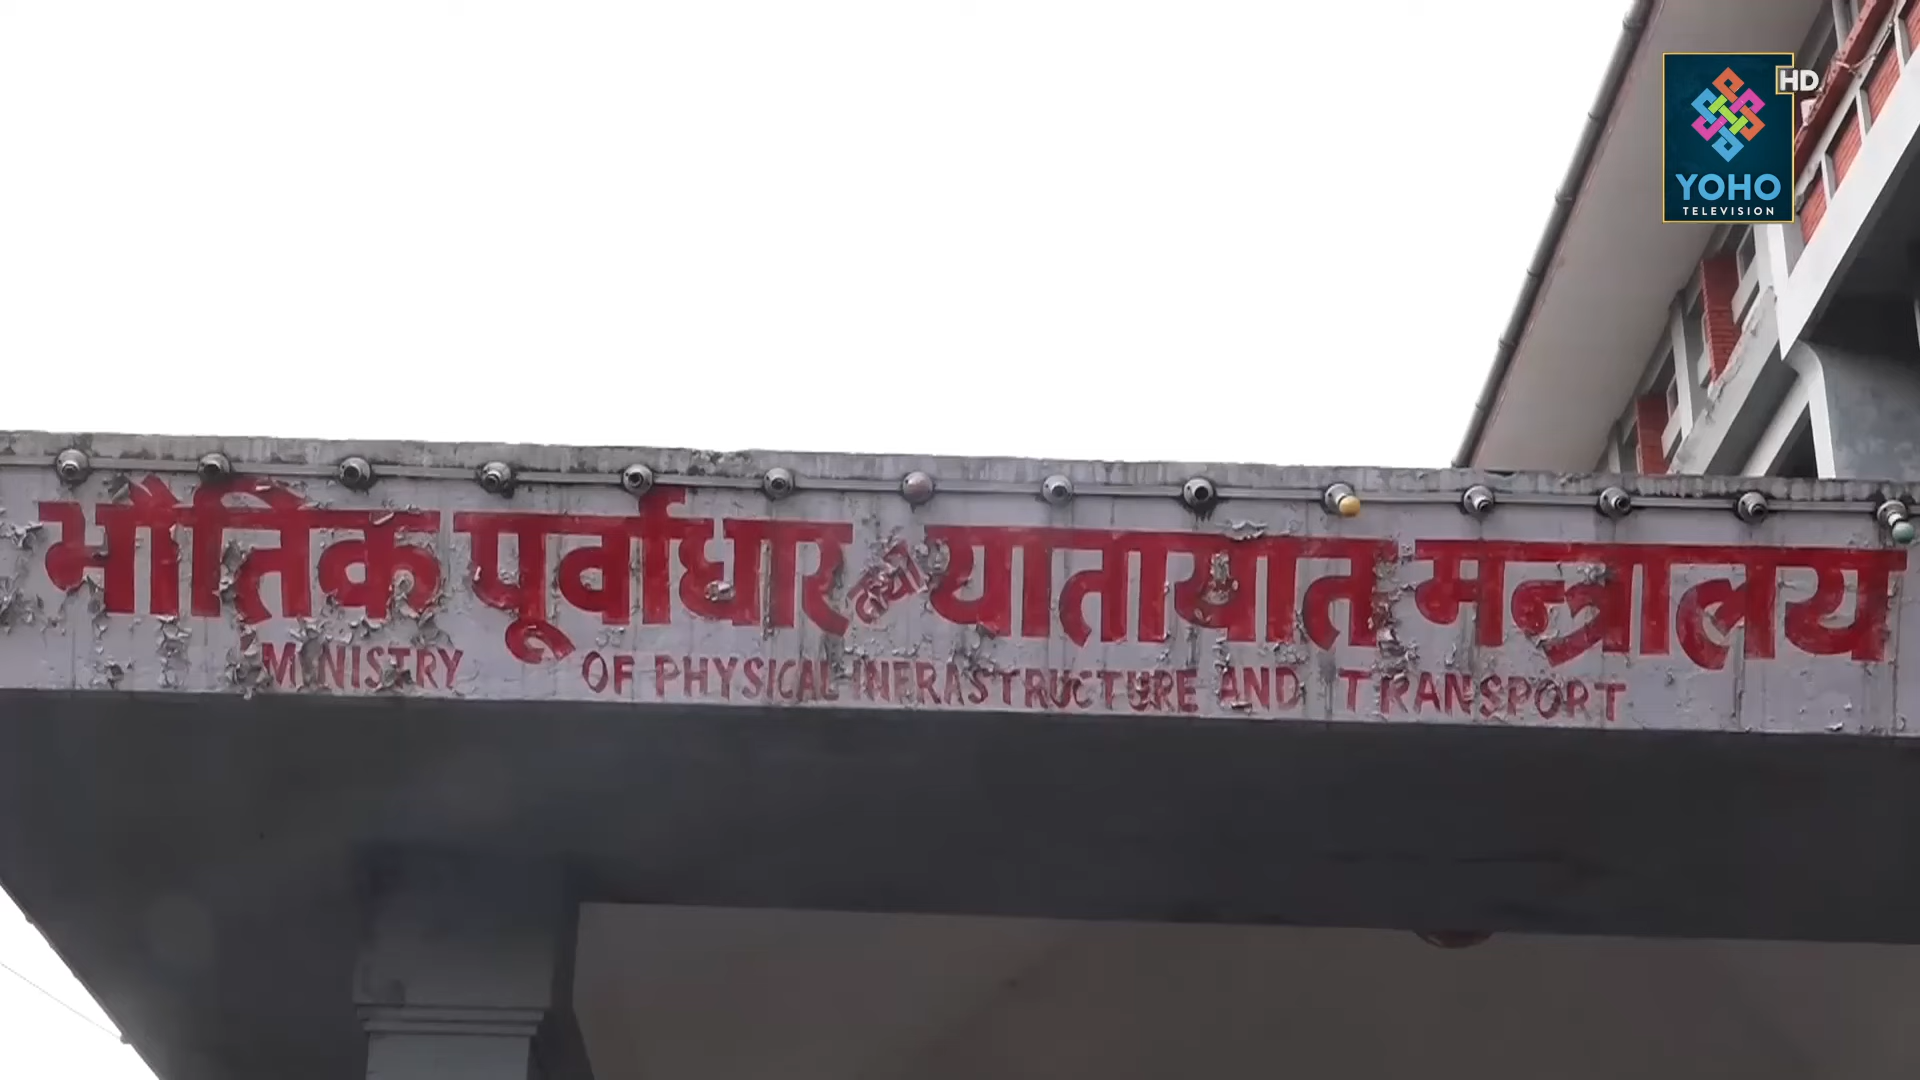 HD
YOHO
TELEVISION
भौतिक पूर्वाधार तथा यातायात मन्त्रालय
MINISTRY OF PHYSICAL INFRASTRUCTURE AND TRANSPORT